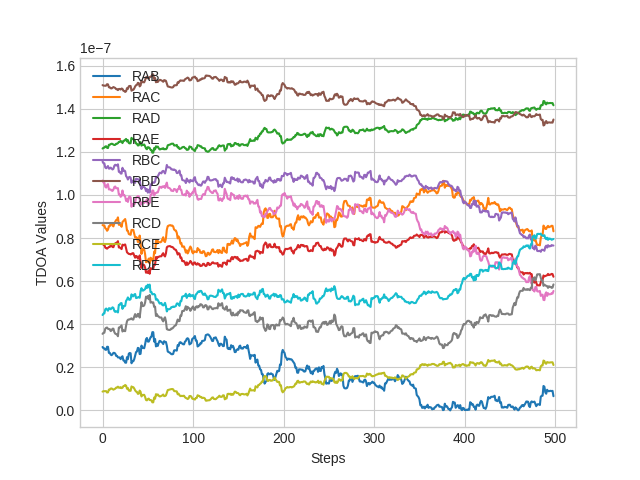 1e−7
1.6
1.4
1.2
1.0
0.8
0.6
0.4
0.2
0.0
TDOA Values
RAB
RAC
RAD
RAE
RBC
RBD
RBE
RCD
RCE
RDE
0
100
200
300
400
500
Steps